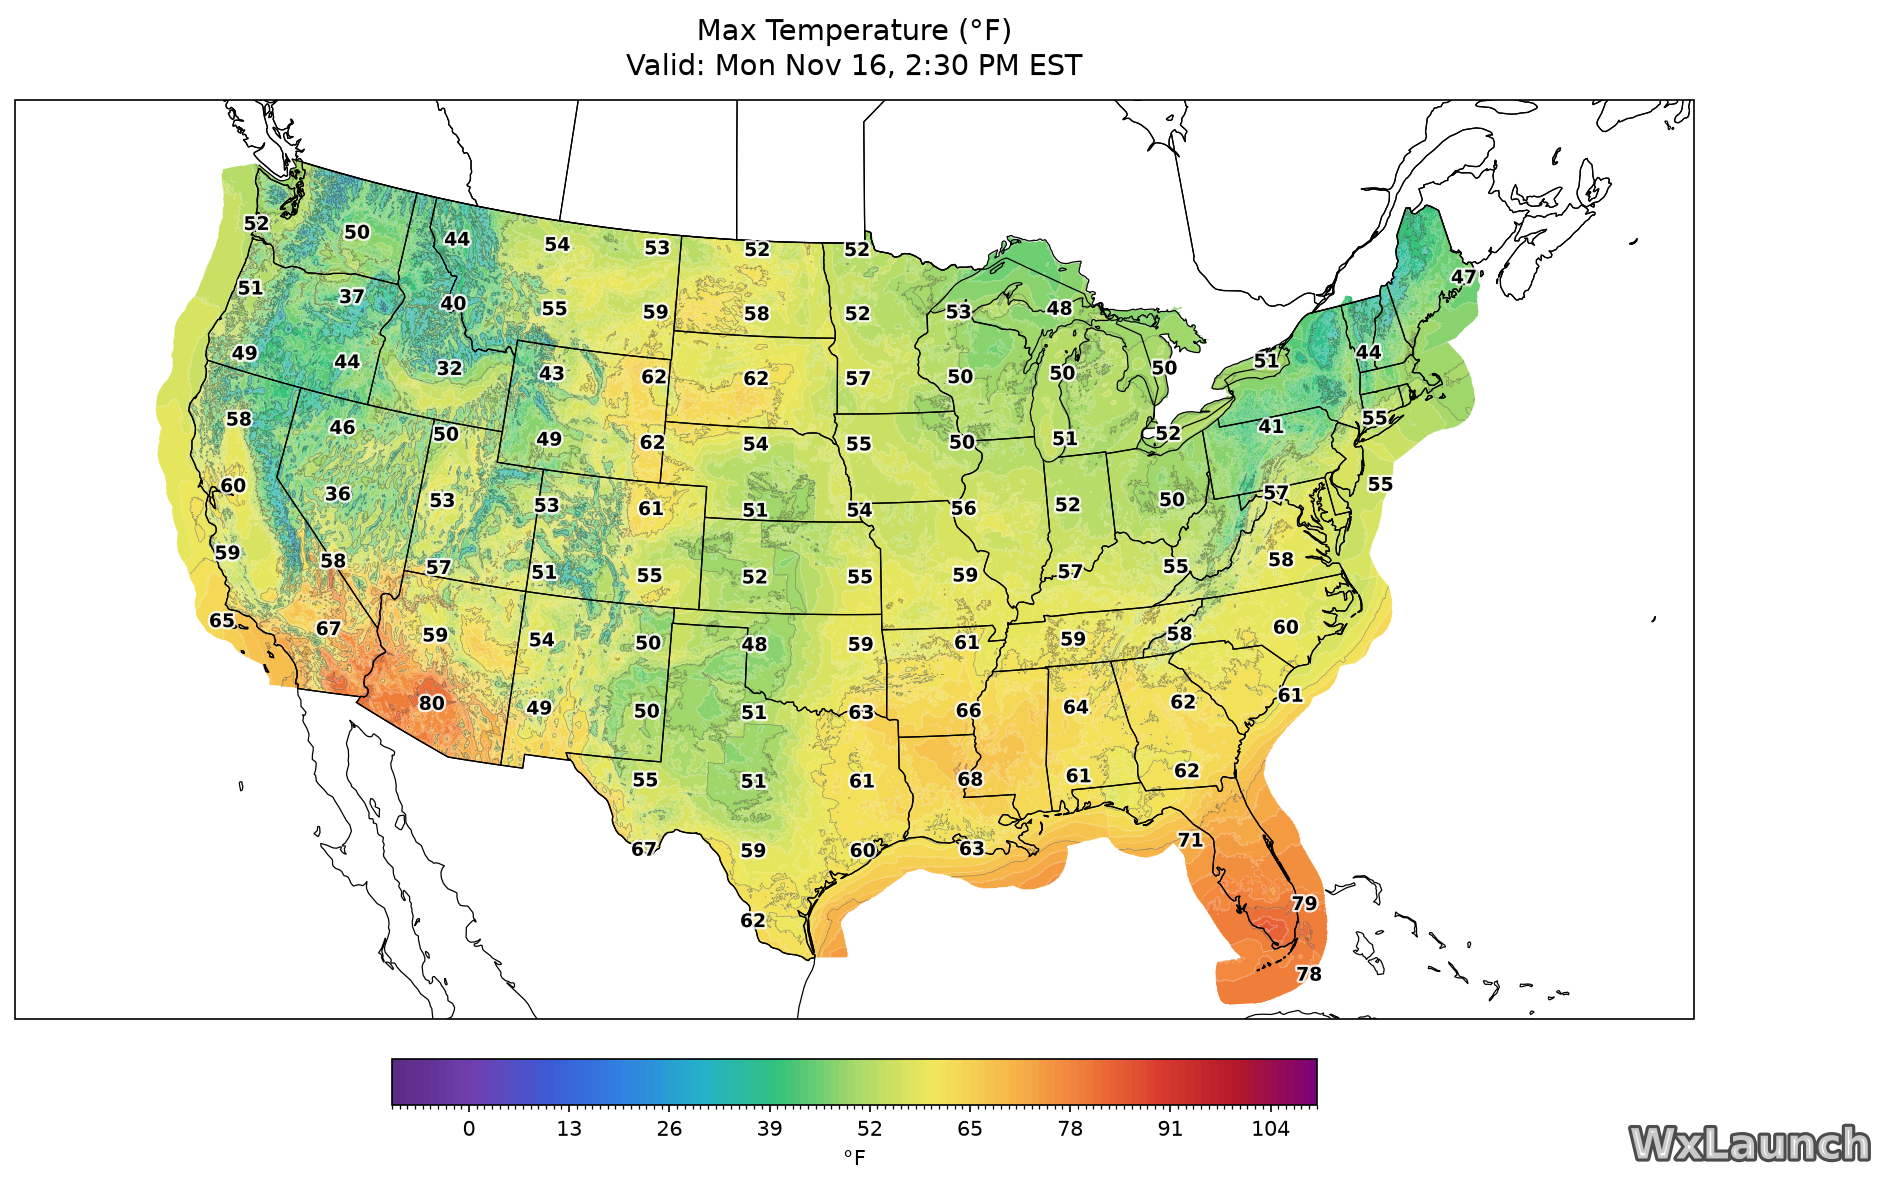 Max Temperature (°F)
Valid: Mon Nov 16, 2:30 PM EST
52 50 44 54 53 52 52
51 37 40 55 59 58 52 53 48 47
49 44 32 43 62 62 57 50 50 50 51 44
58 46 50 49 62 54 55 50 51 52 41 55
60 36 53 53 61 51 54 56 52 50 57 55
59 58 57 51 55 52 55 59 57 55 58
65 67 59 54 50 48 59 61 59 58 60
80 49 50 51 63 66 64 62 61
55 51 61 68 61 62
67 59 60 63 71
62 79
78
0 13 26 39 52 65 78 91 104
°F
WxLaunch